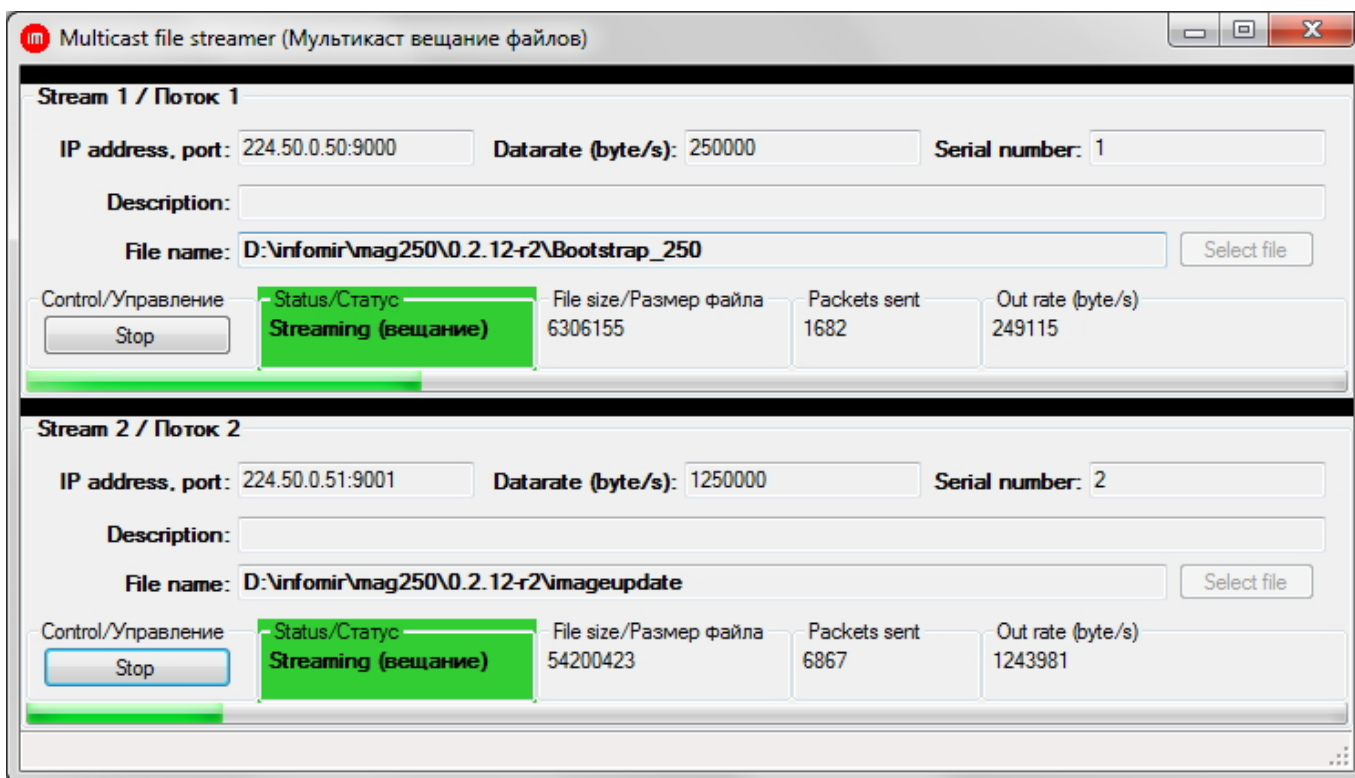 im Multicast file streamer (Мультикаст вещание файлов)
Stream 1 / Поток 1
IP address, port: 224.50.0.50:9000 Datarate (byte/s): 250000 Serial number: 1
Description:
File name: D:\infomir\mag250\0.2.12-r2\Bootstrap_250 Select file
Control/Управление Status/Статус File size/Размер файла Packets sent Out rate (byte/s)
Stop Streaming (вещание) 6306155 1682 249115
Stream 2 / Поток 2
IP address, port: 224.50.0.51:9001 Datarate (byte/s): 1250000 Serial number: 2
Description:
File name: D:\infomir\mag250\0.2.12-r2\imageupdate Select file
Control/Управление Status/Статус File size/Размер файла Packets sent Out rate (byte/s)
Stop Streaming (вещание) 54200423 6867 1243981